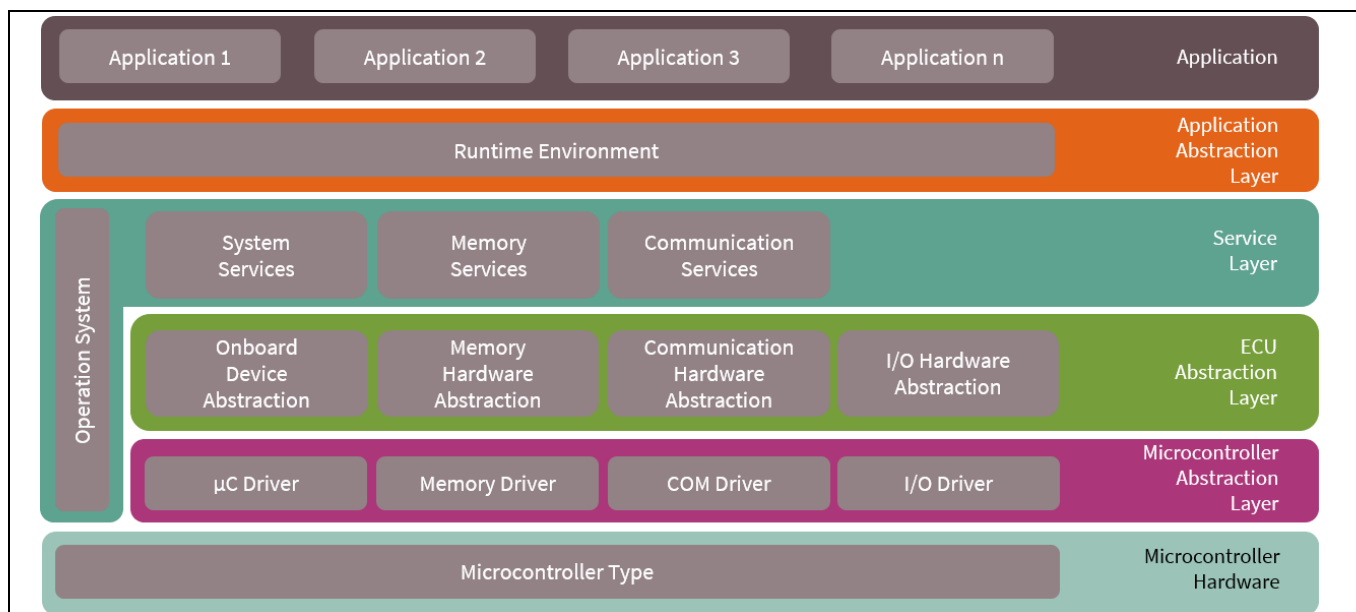 Application 1
Application 2
Application 3
Application n
Application
Runtime Environment
Application
Abstraction
Layer
Operation System
System
Services
Memory
Services
Communication
Services
Service
Layer
Onboard
Device
Abstraction
Memory
Hardware
Abstraction
Communication
Hardware
Abstraction
I/O Hardware
Abstraction
ECU
Abstraction
Layer
µC Driver
Memory Driver
COM Driver
I/O Driver
Microcontroller
Abstraction
Layer
Microcontroller Type
Microcontroller
Hardware